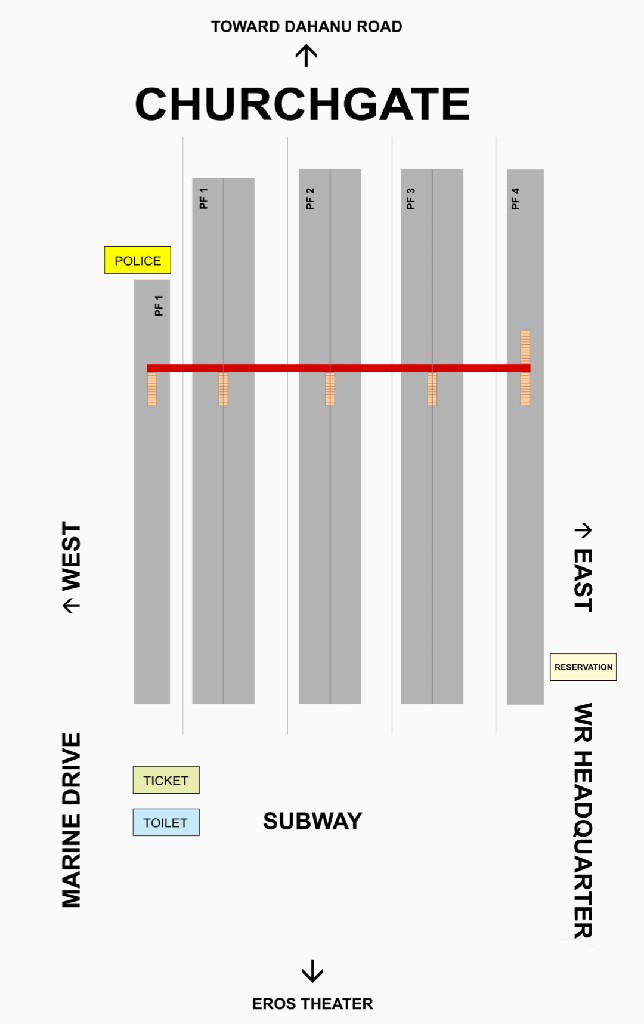 TOWARD DAHANU ROAD
↑
CHURCHGATE
PF 1
PF 2
PF 3
PF 4
POLICE
PF 1
↑ WEST
↑ EAST
RESERVATION
MARINE DRIVE
WR HEADQUARTER
TICKET
TOILET
SUBWAY
↓
EROS THEATER